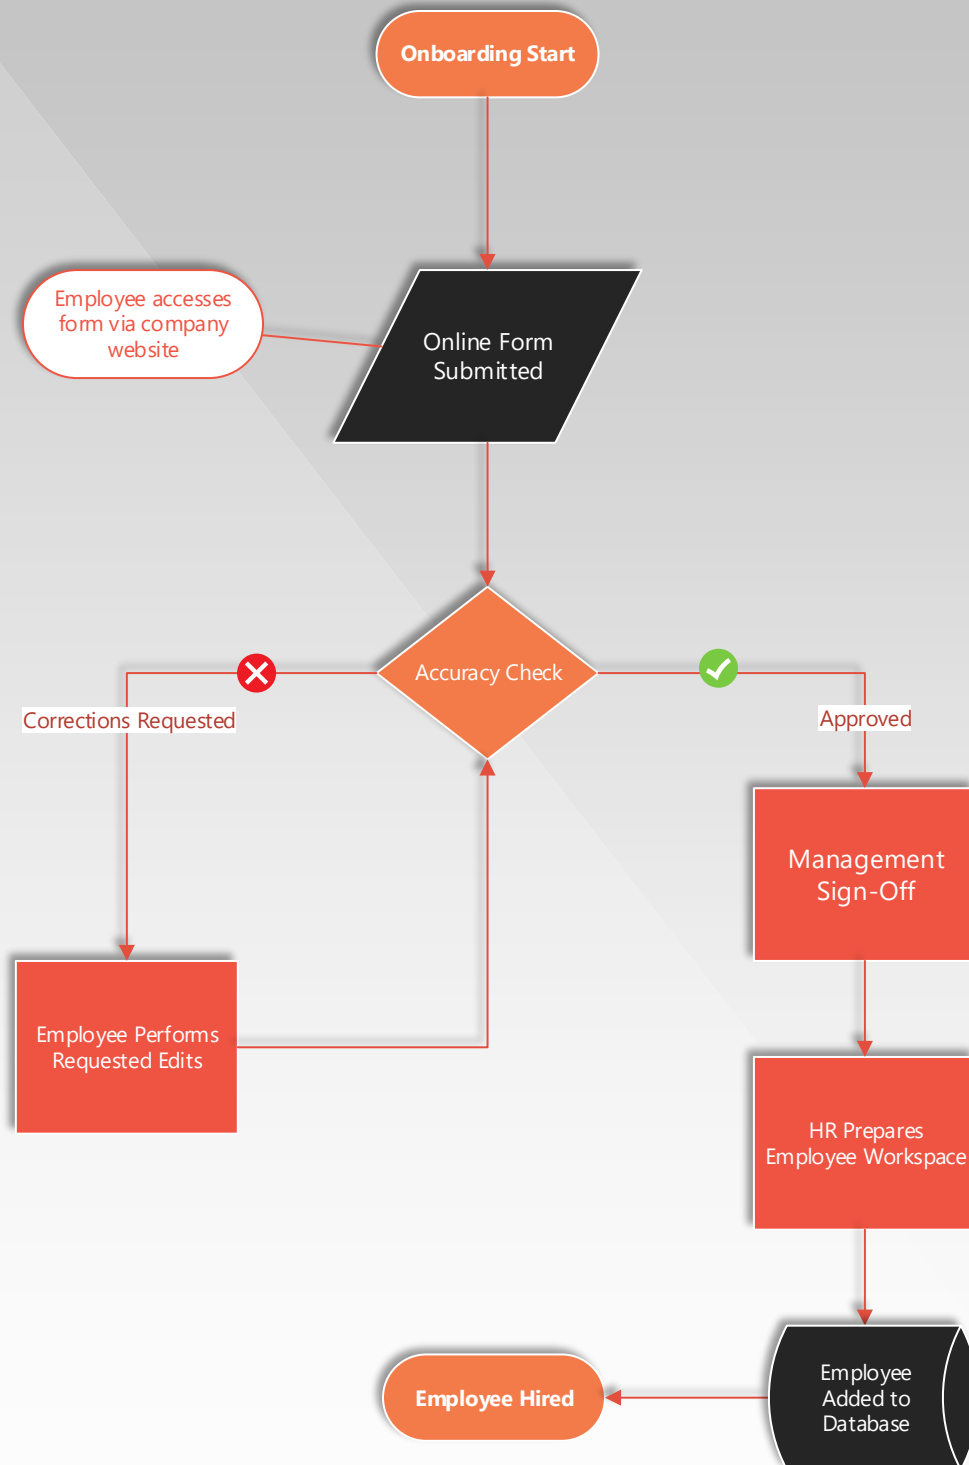 Onboarding Start
Employee accesses
form via company
website
Online Form
Submitted
Accuracy Check
Corrections Requested
Approved
Management
Sign-Off
Employee Performs
Requested Edits
HR Prepares
Employee Workspace
Employee
Added to
Database
Employee Hired